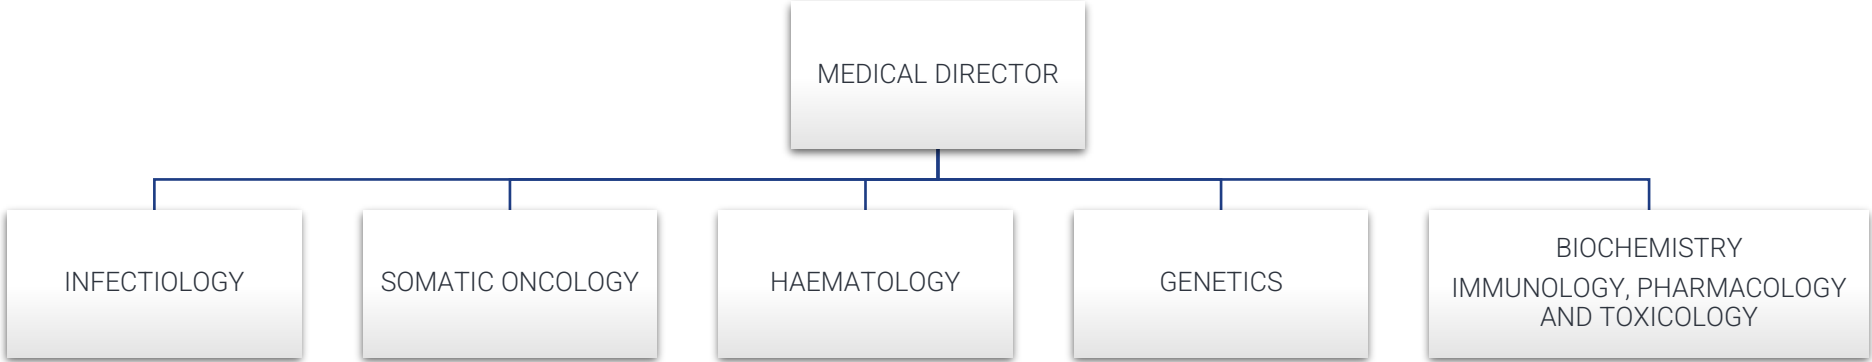 MEDICAL DIRECTOR
INFECTIOLOGY
SOMATIC ONCOLOGY
HAEMATOLOGY
GENETICS
BIOCHEMISTRY
IMMUNOLOGY, PHARMACOLOGY
AND TOXICOLOGY